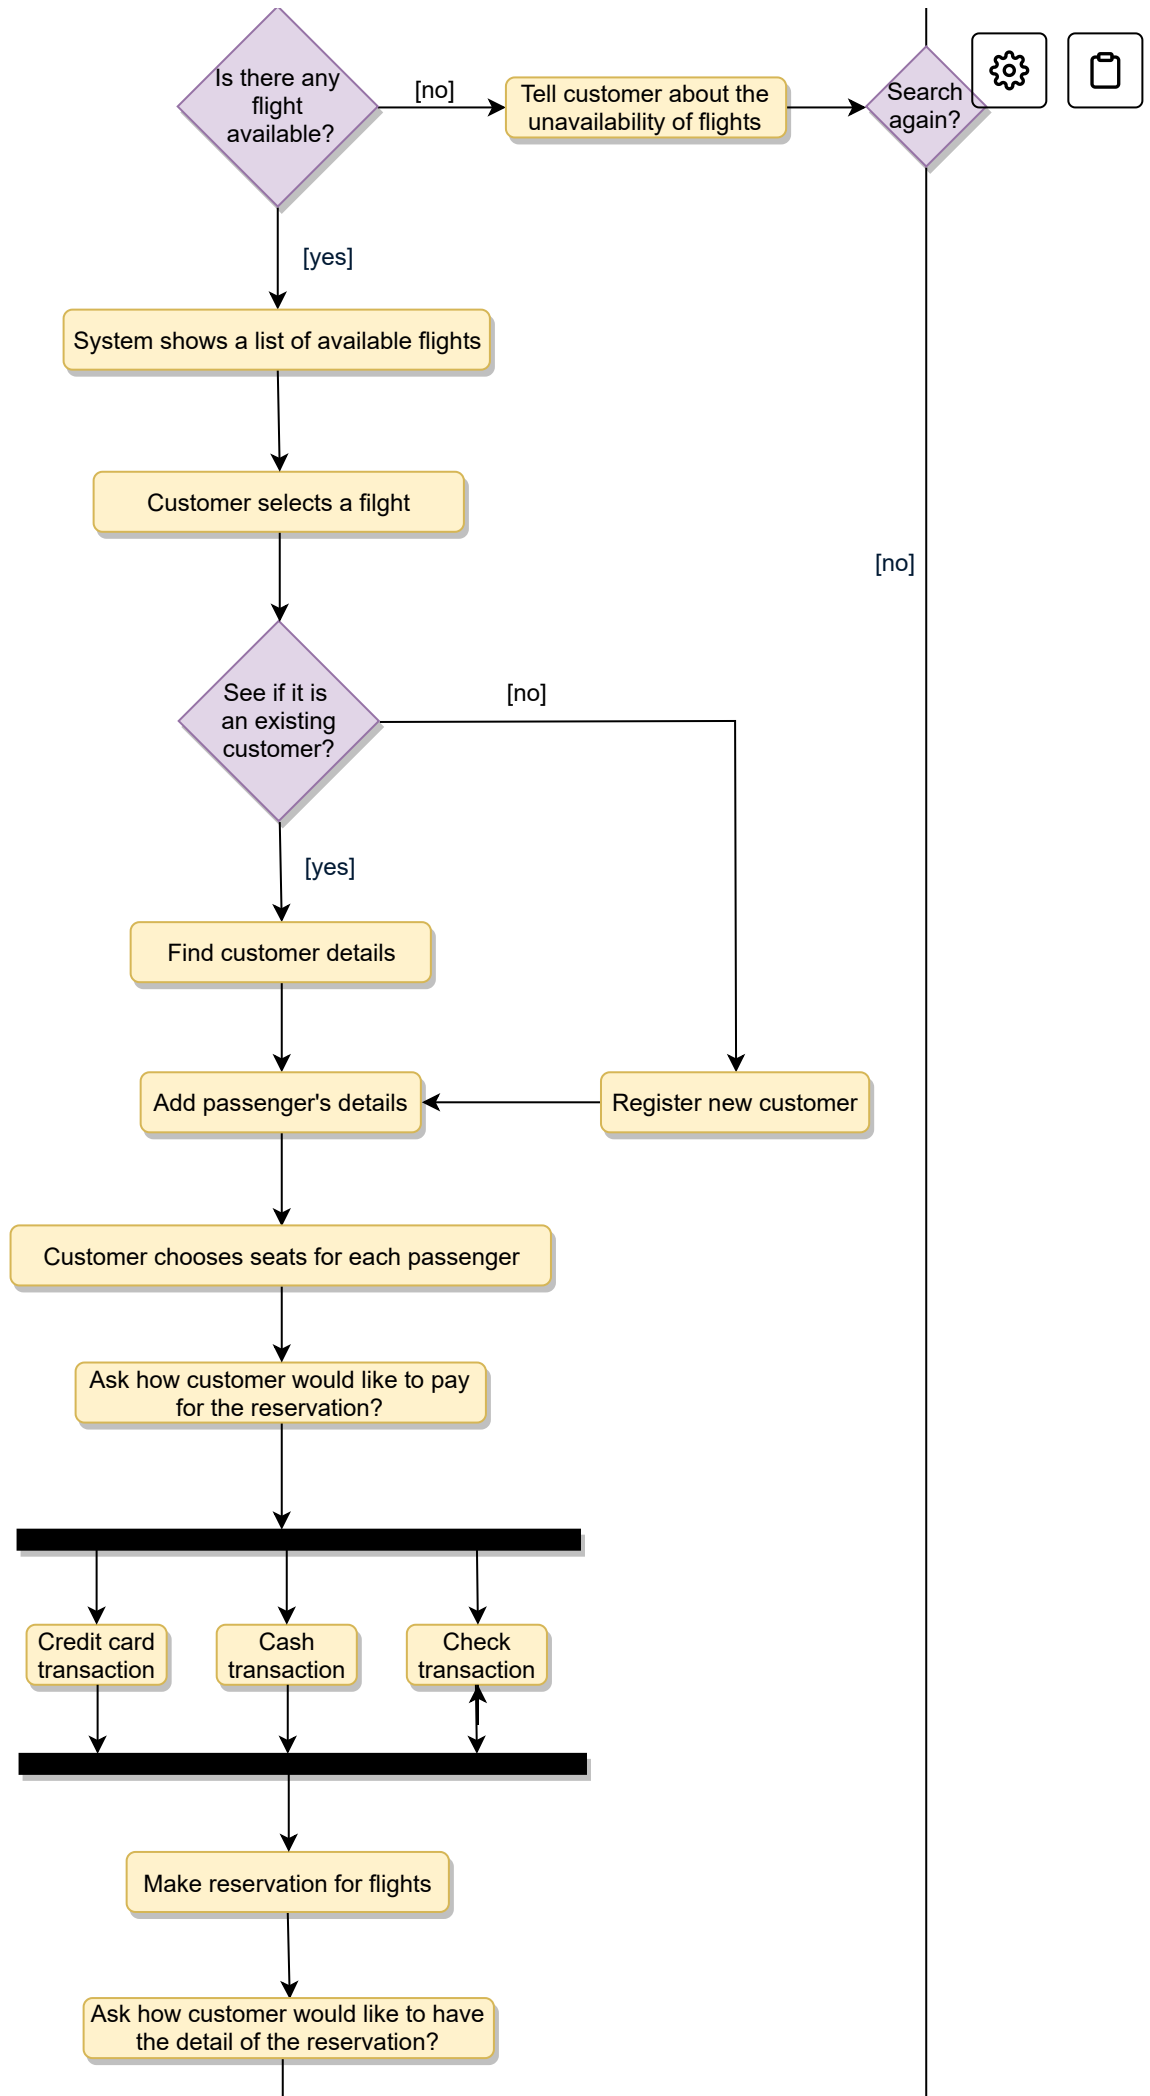 Is there any
flight
available?
[no]
Tell customer about the
unavailability of flights
Search
again?
[yes]
System shows a list of available flights
Customer selects a filght
[no]
See if it is
an existing
customer?
[no]
[yes]
Find customer details
Add passenger's details
Register new customer
Customer chooses seats for each passenger
Ask how customer would like to pay
for the reservation?
Credit card
transaction
Cash
transaction
Check
transaction
Make reservation for flights
Ask how customer would like to have
the detail of the reservation?